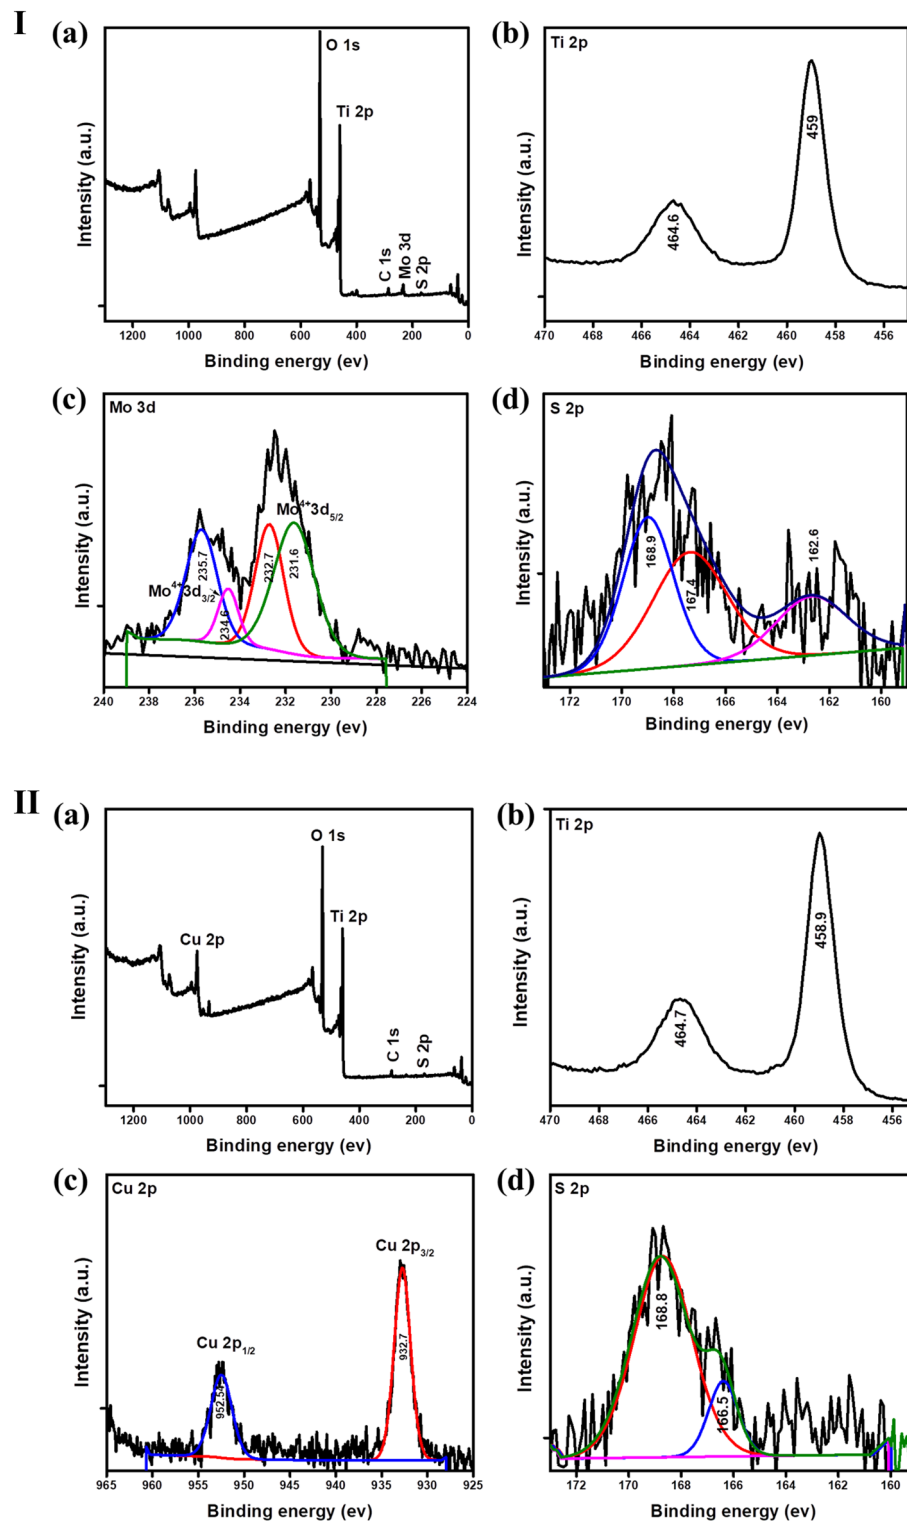 I
(a)
O 1s
Ti 2p
C 1s
Mo 3d
S 2p
Intensity (a.u.)
1200 1000 800 600 400 200 0
Binding energy (ev)
(b)
Ti 2p
464.6
459
Intensity (a.u.)
470 468 466 464 462 460 458 456
Binding energy (ev)
(c)
Mo 3d
Mo4+3d5/2
Mo4+3d3/2
235.7
234.6
232.7
231.6
Intensity (a.u.)
240 238 236 234 232 230 228 226 224
Binding energy (ev)
(d)
S 2p
168.9
167.4
162.6
Intensity (a.u.)
172 170 168 166 164 162 160
Binding energy (ev)
II
(a)
O 1s
Ti 2p
Cu 2p
C 1s
S 2p
Intensity (a.u.)
1200 1000 800 600 400 200 0
Binding energy (ev)
(b)
Ti 2p
464.7
458.9
Intensity (a.u.)
470 468 466 464 462 460 458 456
Binding energy (ev)
(c)
Cu 2p
Cu 2p3/2
Cu 2p1/2
952.54
932.7
Intensity (a.u.)
965 960 955 950 945 940 935 930 925
Binding energy (ev)
(d)
S 2p
168.8
166.5
Intensity (a.u.)
172 170 168 166 164 162 160
Binding energy (ev)